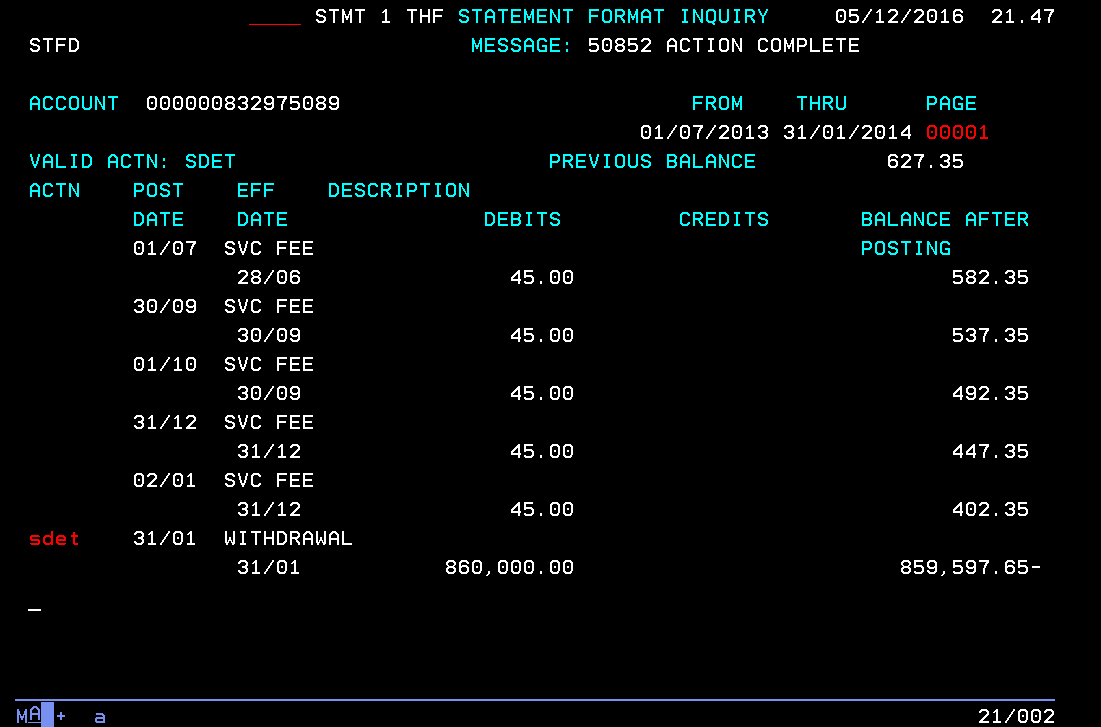 _____ STMT 1 THF STATEMENT FORMAT INQUIRY 05/12/2016 21.47
STFD MESSAGE: 50852 ACTION COMPLETE
ACCOUNT 000000832975089 FROM THRU PAGE
01/07/2013 31/01/2014 00001
VALID ACTN: SDET PREVIOUS BALANCE 627.35
ACTN POST EFF DESCRIPTION
DATE DATE DEBITS CREDITS BALANCE AFTER
01/07 SVC FEE POSTING
28/06 45.00 582.35
30/09 SVC FEE
30/09 45.00 537.35
01/10 SVC FEE
30/09 45.00 492.35
31/12 SVC FEE
31/12 45.00 447.35
02/01 SVC FEE
31/12 45.00 402.35
sdet 31/01 WITHDRAWAL
31/01 860,000.00 859,597.65-
_
MA + a 21/002